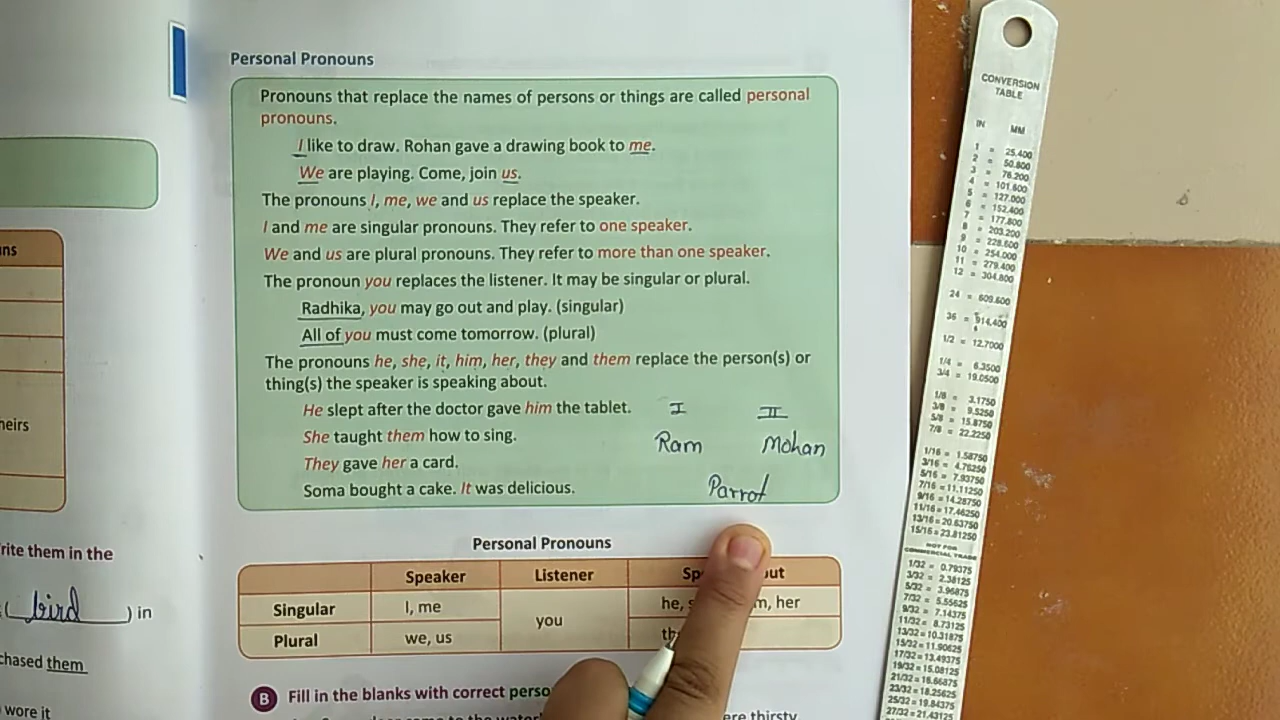 Personal Pronouns
Pronouns that replace the names of persons or things are called personal
pronouns.
I like to draw. Rohan gave a drawing book to me.
We are playing. Come, join us.
The pronouns I, me, we and us replace the speaker.
I and me are singular pronouns. They refer to one speaker.
We and us are plural pronouns. They refer to more than one speaker.
The pronoun you replaces the listener. It may be singular or plural.
Radhika, you may go out and play. (singular)
All of you must come tomorrow. (plural)
The pronouns he, she, it, him, her, they and them replace the person(s) or
thing(s) the speaker is speaking about.
He slept after the doctor gave him the tablet.
She taught them how to sing.
They gave her a card.
Soma bought a cake. It was delicious.
I II
Ram Mohan
Parrot
Personal Pronouns
Speaker Listener
Singular I, me you he, her
Plural we, us
B Fill in the blanks with correct
thirsty
heirs
in the
(bird) in
them
wore it
CONVERSION
TABLE
IN MM
1 = 25.400
2 = 50.800
3 = 76.200
4 = 101.600
5 = 127.000
6 = 152.400
7 = 177.800
8 = 203.200
9 = 228.600
10 = 254.000
11 = 279.400
12 = 304.800
24 = 609.600
36 = 914.400
1/2 = 12.7000
1/4 = 6.3500
3/4 = 19.0500
1/8 = 3.1750
3/8 = 9.5250
5/8 = 15.8750
7/8 = 22.2250
1/16 = 1.58750
3/16 = 4.76250
5/16 = 7.93750
7/16 = 11.11250
9/16 = 14.28750
11/16 = 17.46250
13/16 = 20.63750
15/16 = 23.81250
NOT FOR
COMMERCIAL TRADE
1/32 = 0.79375
3/32 = 2.38125
5/32 = 3.96875
7/32 = 5.55625
9/32 = 7.14375
11/32 = 8.73125
13/32 = 10.31875
15/32 = 11.90625
17/32 = 13.49375
19/32 = 15.08125
21/32 = 16.66875
23/32 = 18.25625
25/32 = 19.84375
27/32 = 21.43125